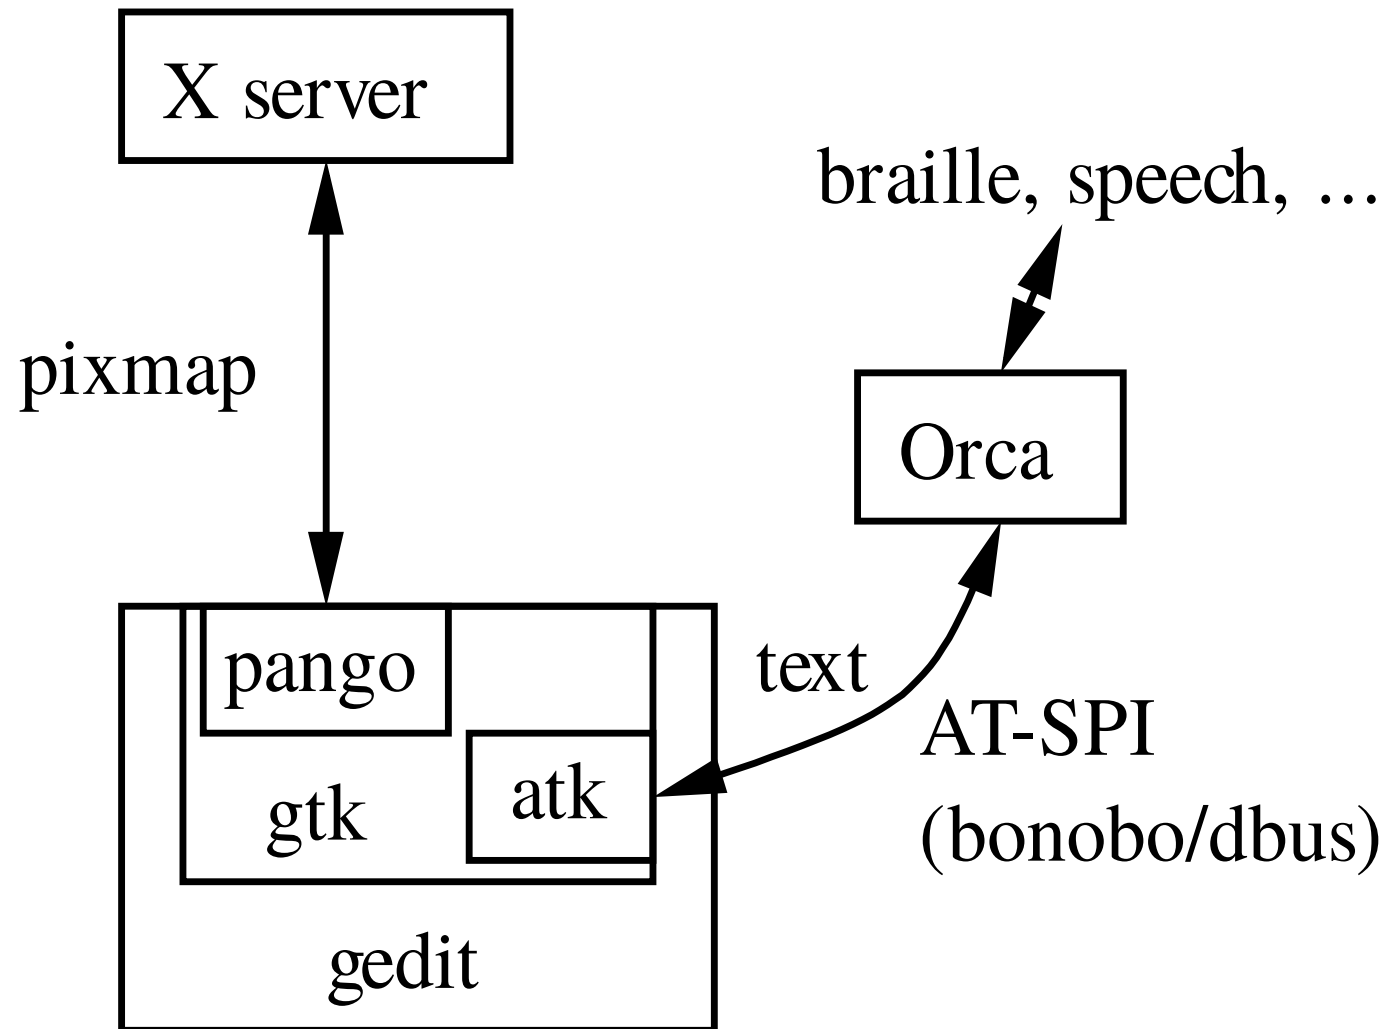 X server
braille, speech, ...
pixmap
Orca
pango
text
AT-SPI
atk
gtk
(bonobo/dbus)
gedit